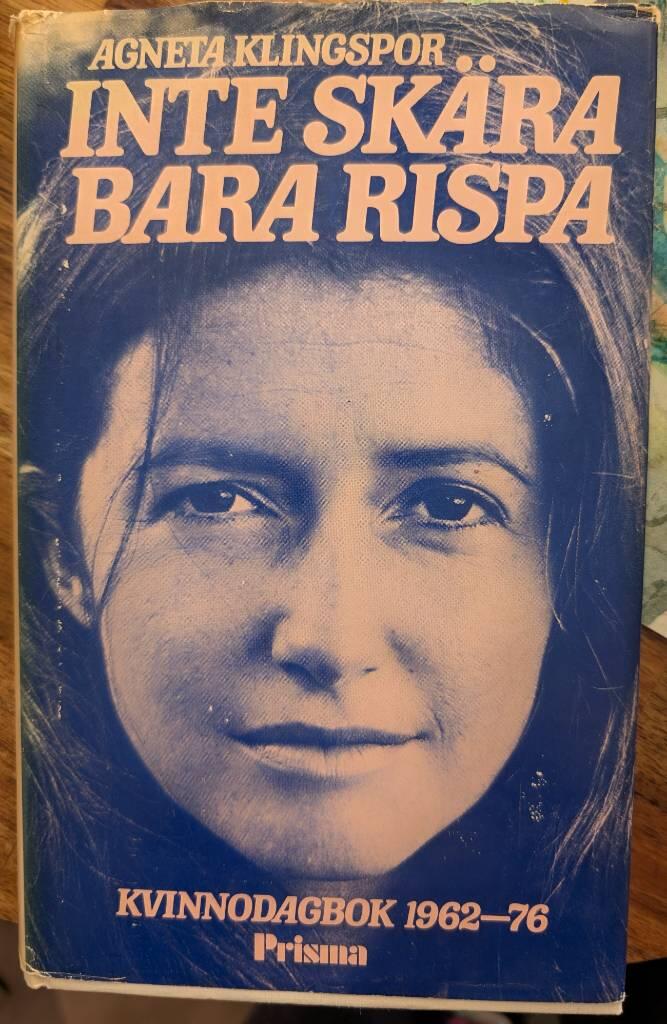 AGNETA KLINGSPOR
INTE SKÄRA
BARA RISPA
KVINNODAGBOK 1962—76
Prisma